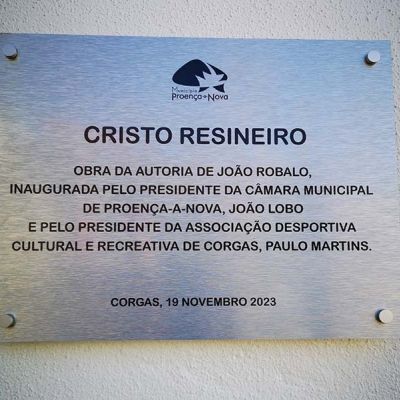 Município
Proença-a-Nova
CRISTO RESINEIRO
OBRA DA AUTORIA DE JOÃO ROBALO,
INAUGURADA PELO PRESIDENTE DA CÂMARA MUNICIPAL
DE PROENÇA-A-NOVA, JOÃO LOBO
E PELO PRESIDENTE DA ASSOCIAÇÃO DESPORTIVA
CULTURAL E RECREATIVA DE CORGAS, PAULO MARTINS.
CORGAS, 19 NOVEMBRO 2023